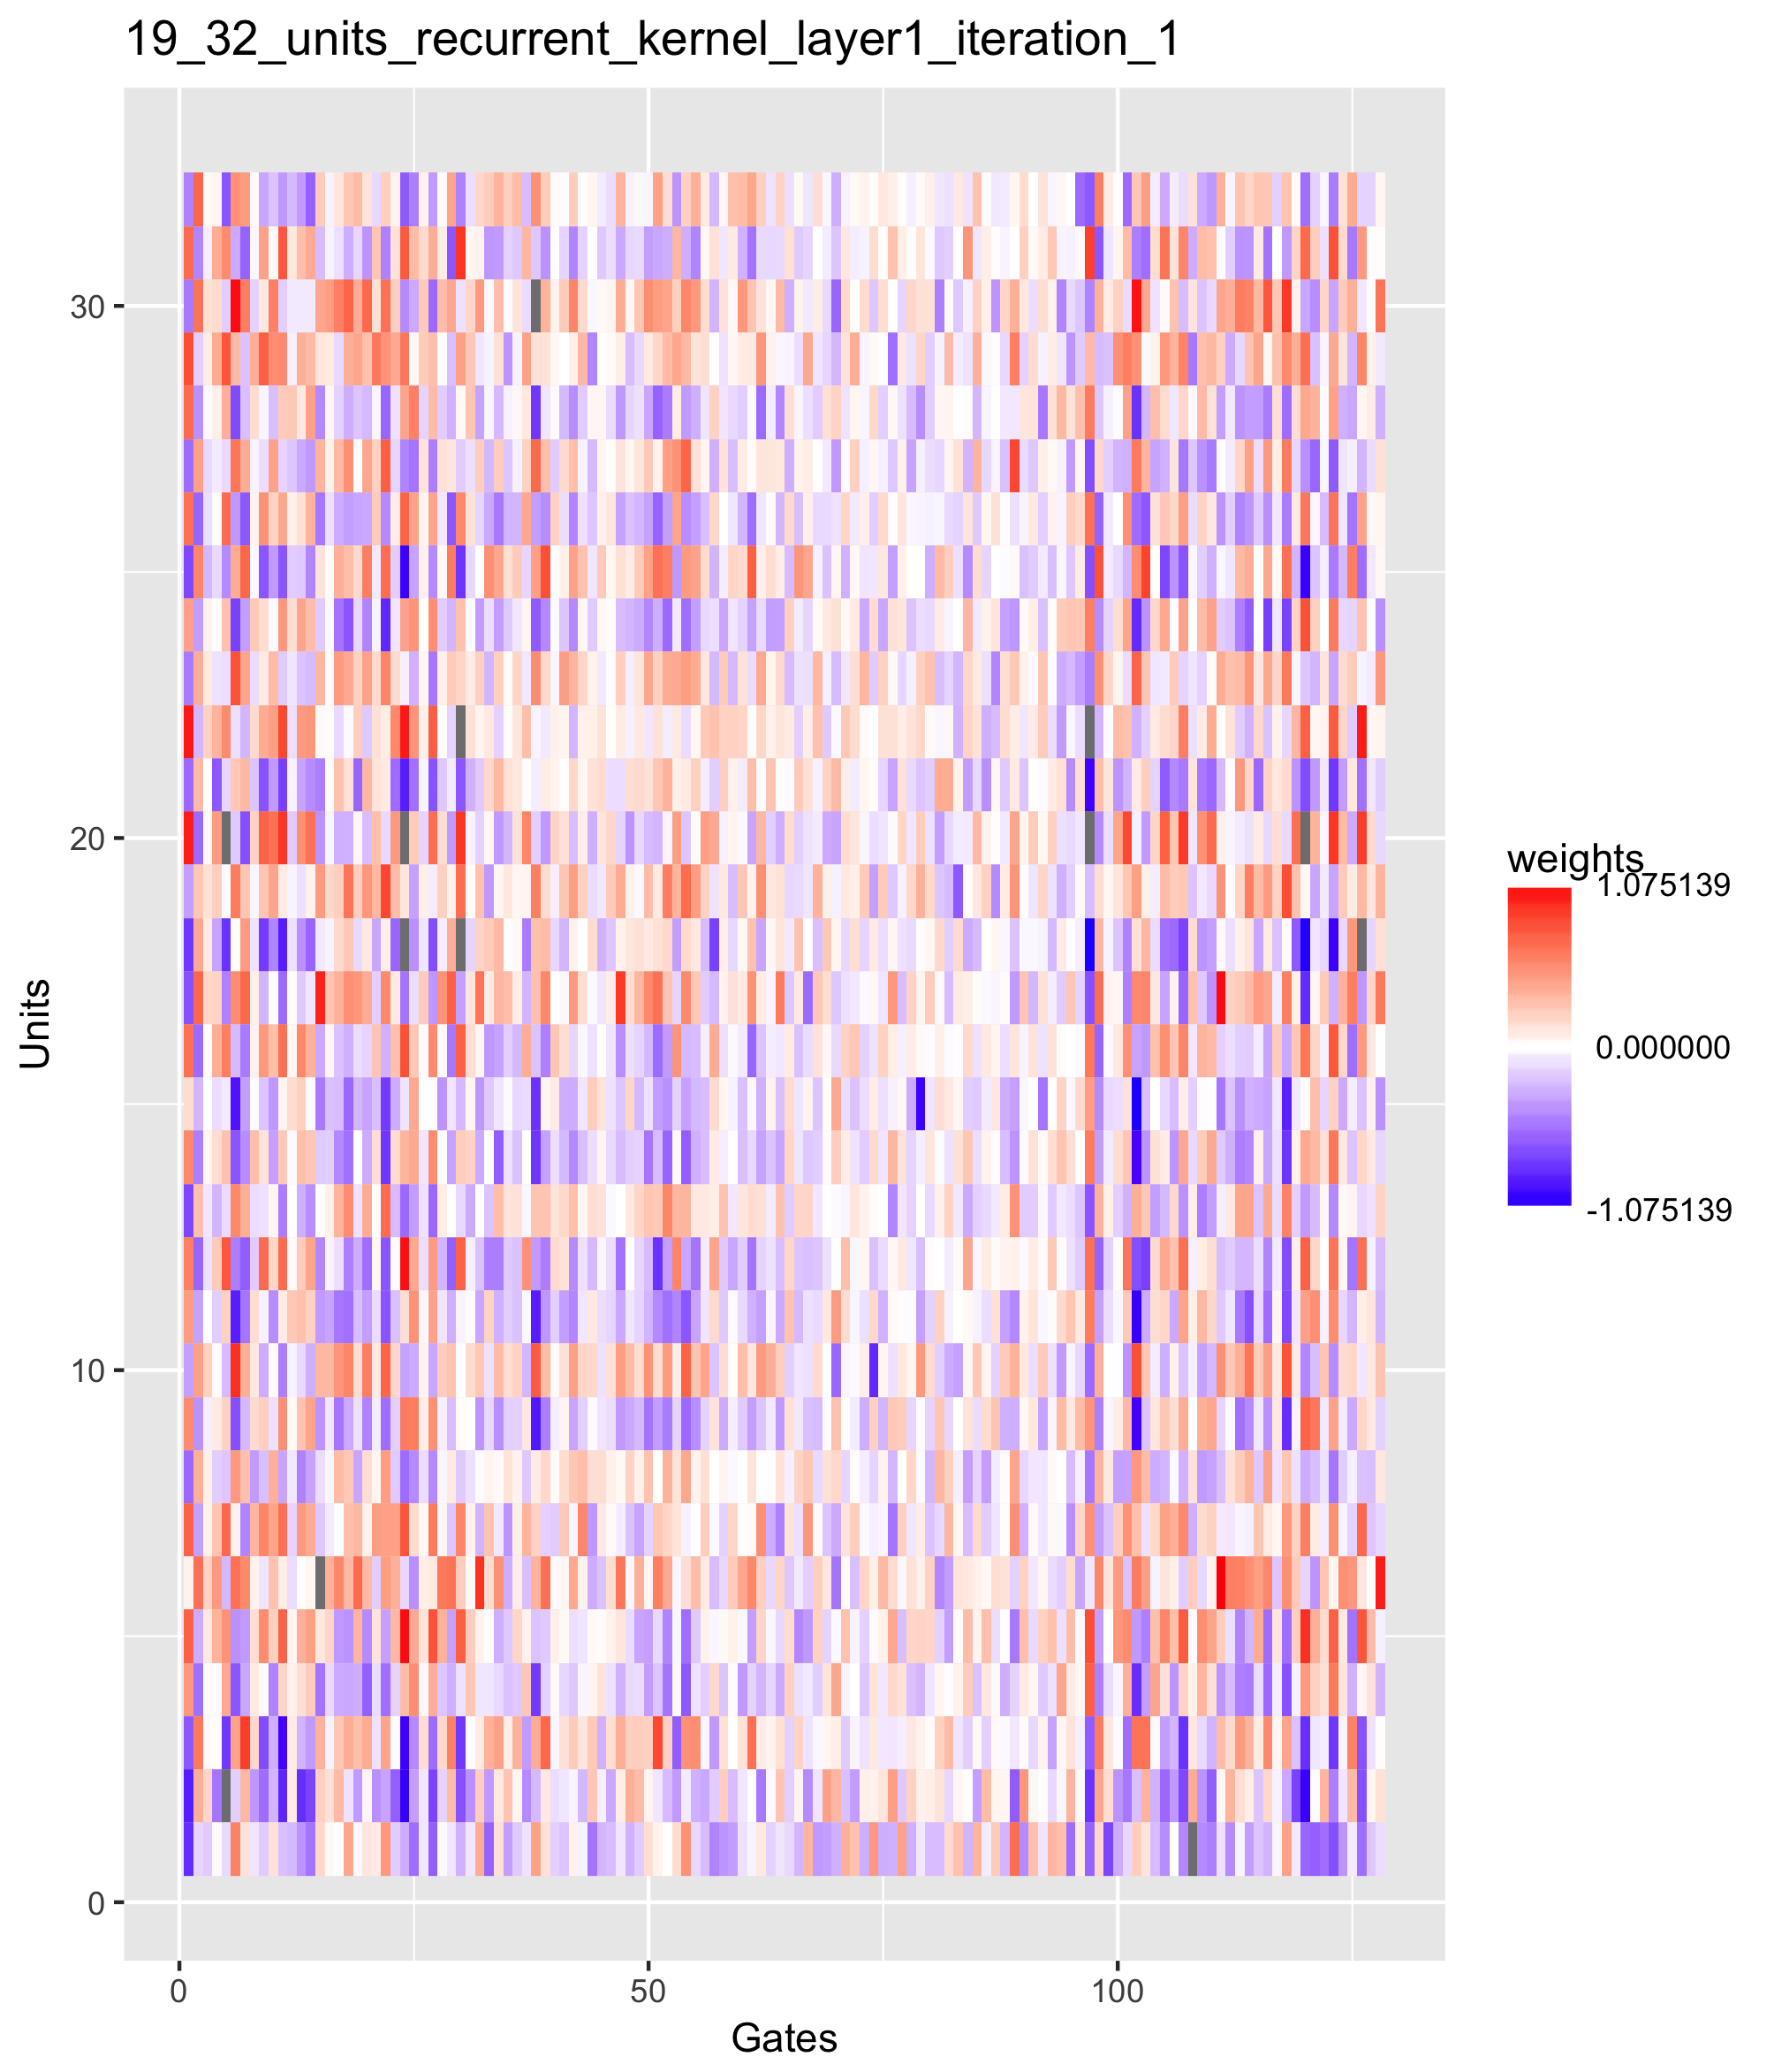 19_32_units_recurrent_kernel_layer1_iteration_1
30
20
10
0
Units
0 50 100
Gates
weights
1.075139
0.000000
-1.075139